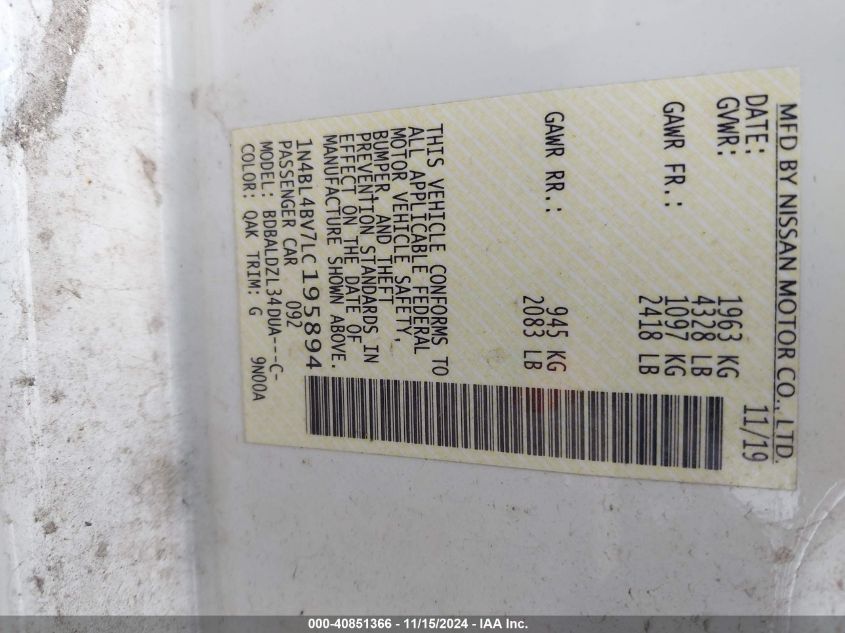 MFD BY NISSAN MOTOR CO., LTD.
DATE: 11/19
GVWR: 1963 KG
4328 LB
GAWR FR.: 1097 KG
2418 LB
GAWR RR.: 945 KG
2083 LB
THIS VEHICLE CONFORMS TO
ALL APPLICABLE FEDERAL
MOTOR VEHICLE SAFETY,
BUMPER, AND THEFT
PREVENTION STANDARDS IN
EFFECT ON THE DATE OF
MANUFACTURE SHOWN ABOVE.
1N4BL4BV7LC195894
PASSENGER CAR 092
MODEL: BDBALDZL34DUA---C-
COLOR: QAK TRIM: G 9N00A
000-40851366 - 11/15/2024 - IAA Inc.